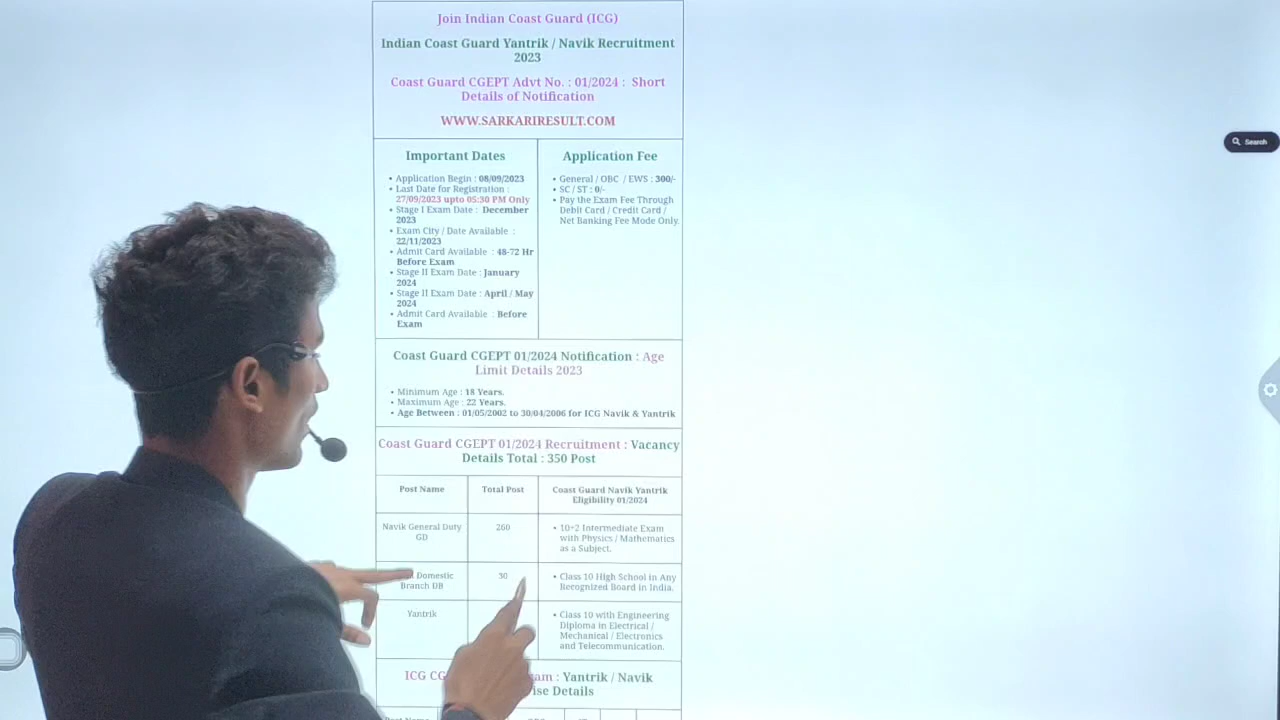 Join Indian Coast Guard (ICG)
Indian Coast Guard Yantrik / Navik Recruitment
2023
Coast Guard CGEPT Advt No. : 01/2024 : Short
Details of Notification
WWW.SARKARIRESULT.COM
Important Dates
• Application Begin : 08/09/2023
• Last Date for Registration :
27/09/2023 upto 05:30 PM Only
• Stage I Exam Date : December
2023
• Exam City / Date Available :
22/11/2023
• Admit Card Available : 48-72 Hr
Before Exam
• Stage II Exam Date : January
2024
• Stage II Exam Date : April / May
2024
• Admit Card Available : Before
Exam
Application Fee
• General / OBC / EWS : 300/-
• SC / ST : 0/-
• Pay the Exam Fee Through
Debit Card / Credit Card /
Net Banking Fee Mode Only.
Search
Coast Guard CGEPT 01/2024 Notification : Age
Limit Details 2023
• Minimum Age : 18 Years.
• Maximum Age : 22 Years.
• Age Between : 01/05/2002 to 30/04/2006 for ICG Navik & Yantrik
Coast Guard CGEPT 01/2024 Recruitment : Vacancy
Details Total : 350 Post
Post Name
Total Post
Coast Guard Navik Yantrik
Eligibility 01/2024
Navik General Duty
GD
260
• 10+2 Intermediate Exam
with Physics / Mathematics
as a Subject.
Domestic
Branch DB
30
• Class 10 High School in Any
Recognized Board in India.
Yantrik
• Class 10 with Engineering
Diploma in Electrical /
Mechanical / Electronics
and Telecommunication.
ICG : Yantrik / Navik
Details